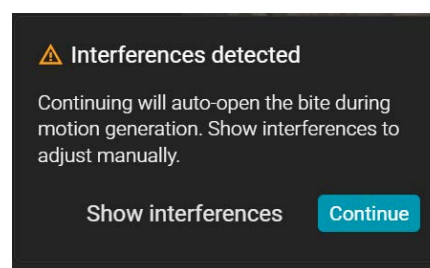 Interferences detected
Continuing will auto-open the bite during
motion generation. Show interferences to
adjust manually.
Show interferences Continue